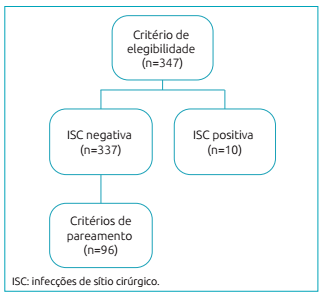 Critério de
elegibilidade
(n=347)
ISC negativa
(n=337)
ISC positiva
(n=10)
Critérios de
pareamento
(n=96)
ISC: infecções de sítio cirúrgico.